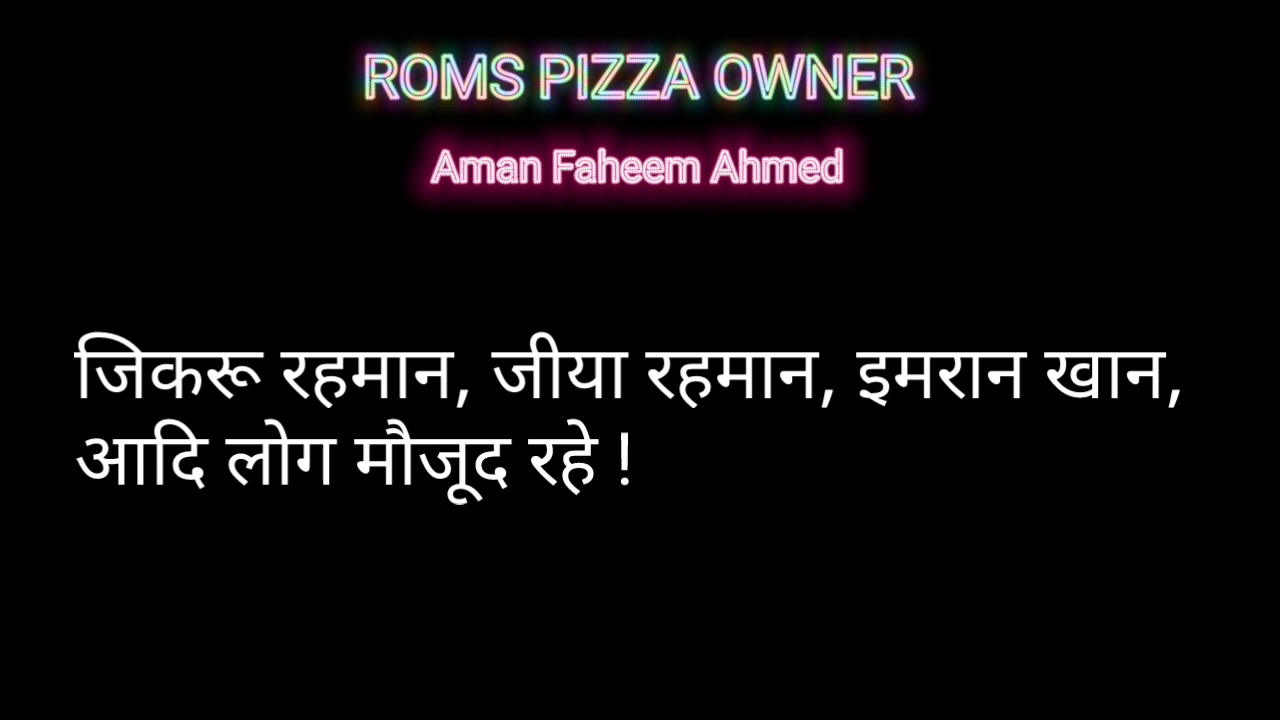 ROMS PIZZA OWNER
Aman Faheem Ahmed
जिकरू रहमान, जीया रहमान, इमरान खान,
आदि लोग मौजूद रहे !